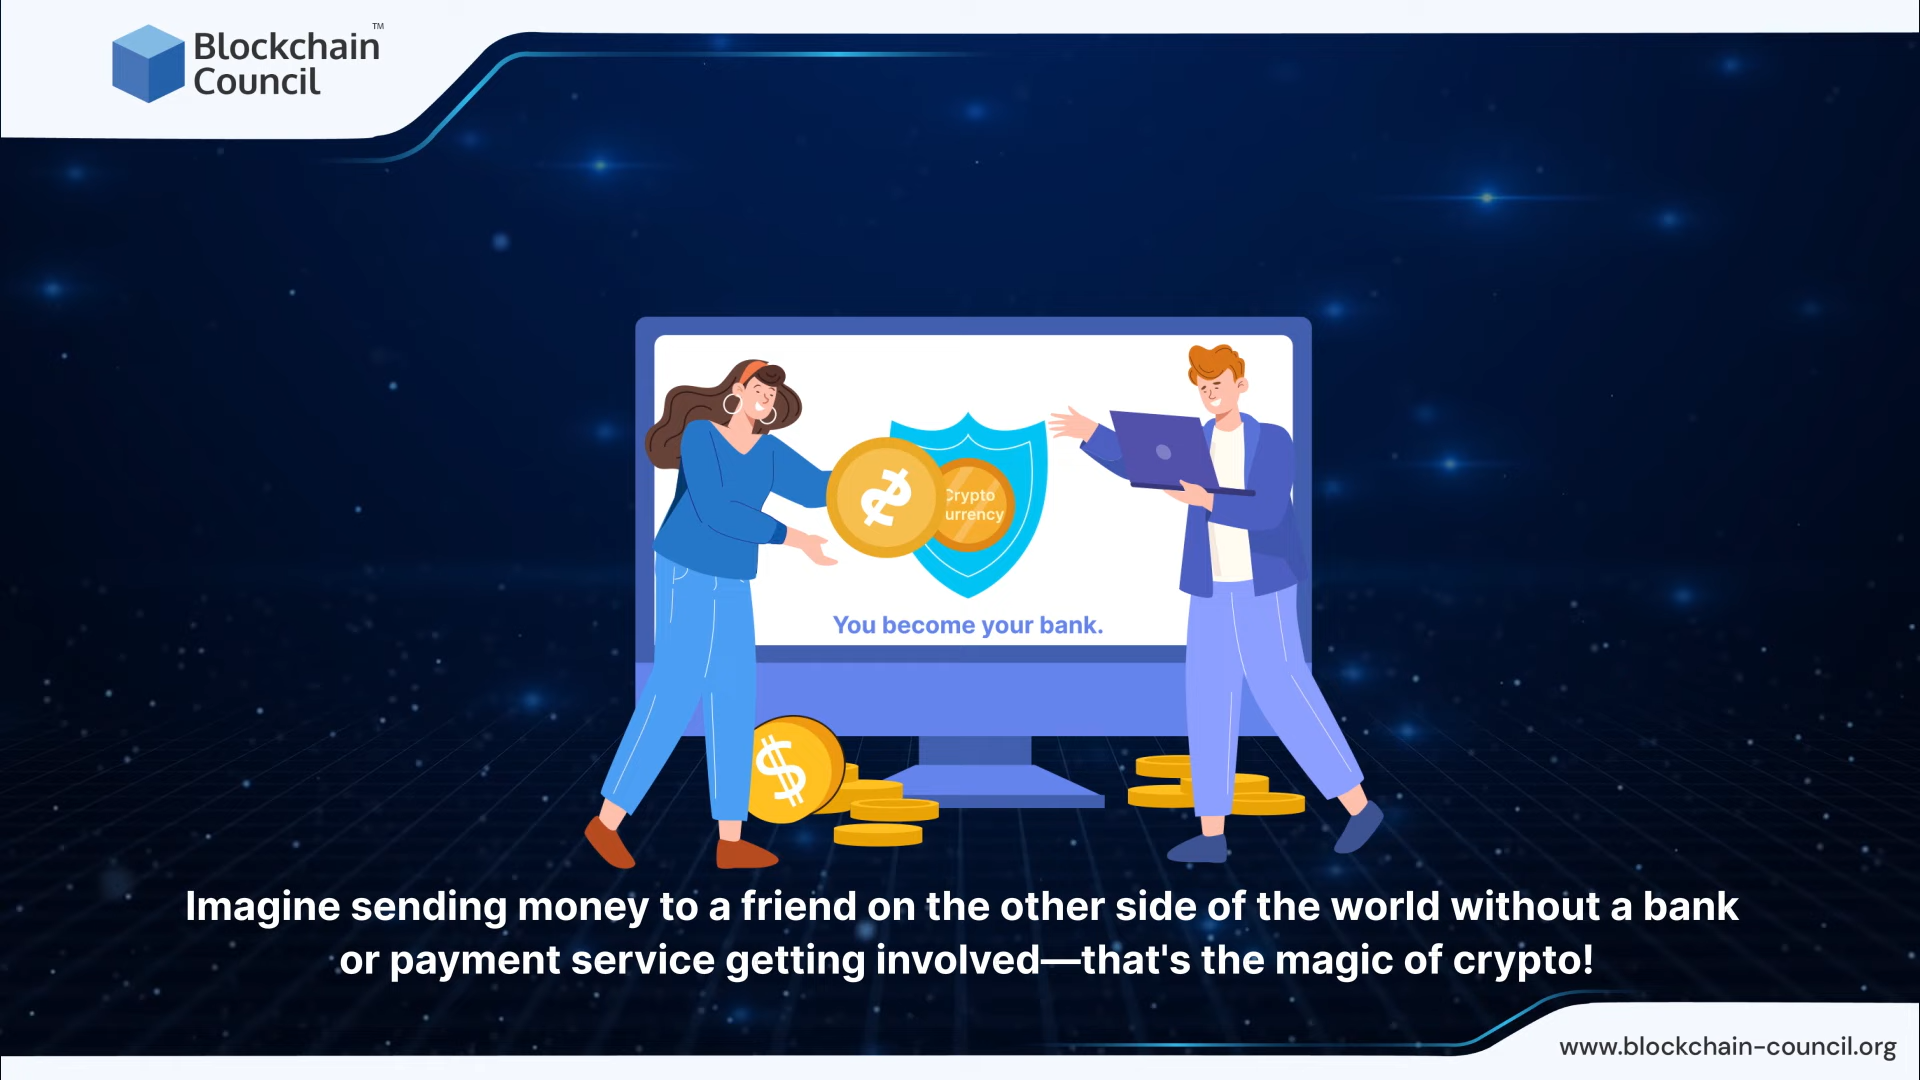 Blockchain™
Council
$
Crypto
urrency
You become your bank.
$
Imagine sending money to a friend on the other side of the world without a bank
or payment service getting involved—that's the magic of crypto!
www.blockchain-council.org